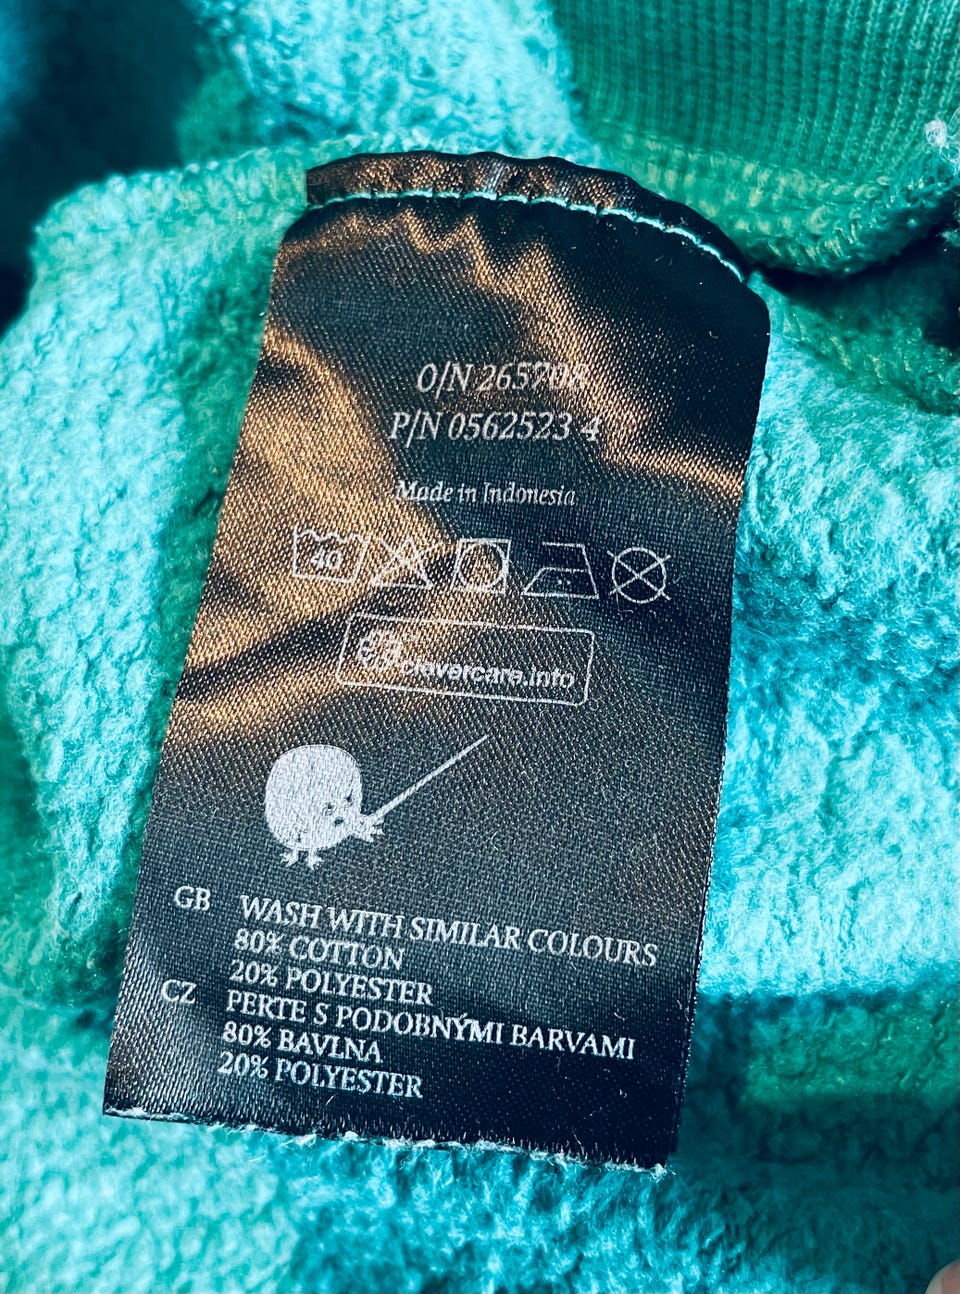 O/N 265708
P/N 0562523 4
Made in Indonesia
40
clevercare.info
GB WASH WITH SIMILAR COLOURS
80% COTTON
20% POLYESTER
CZ PERTE S PODOBNÝMI BARVAMI
80% BAVLNA
20% POLYESTER